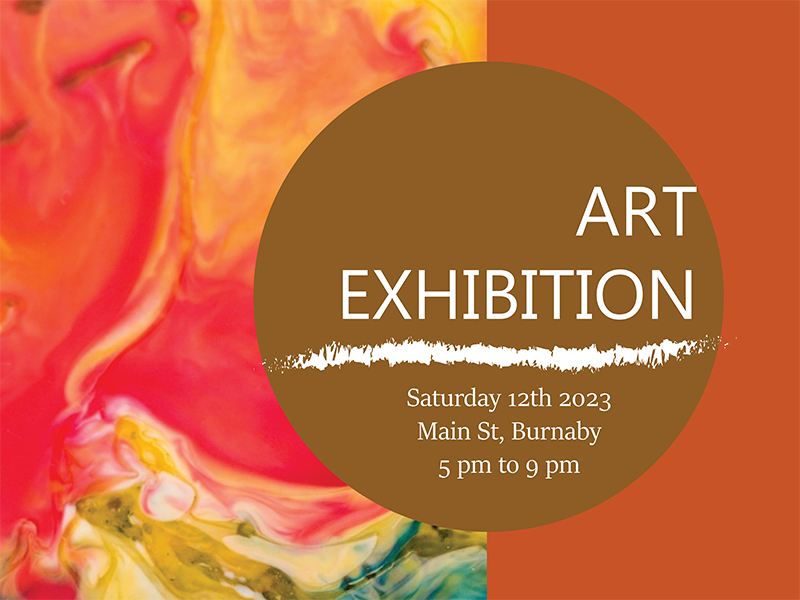 ART
EXHIBITION
Saturday 12th 2023
Main St, Burnaby
5 pm to 9 pm